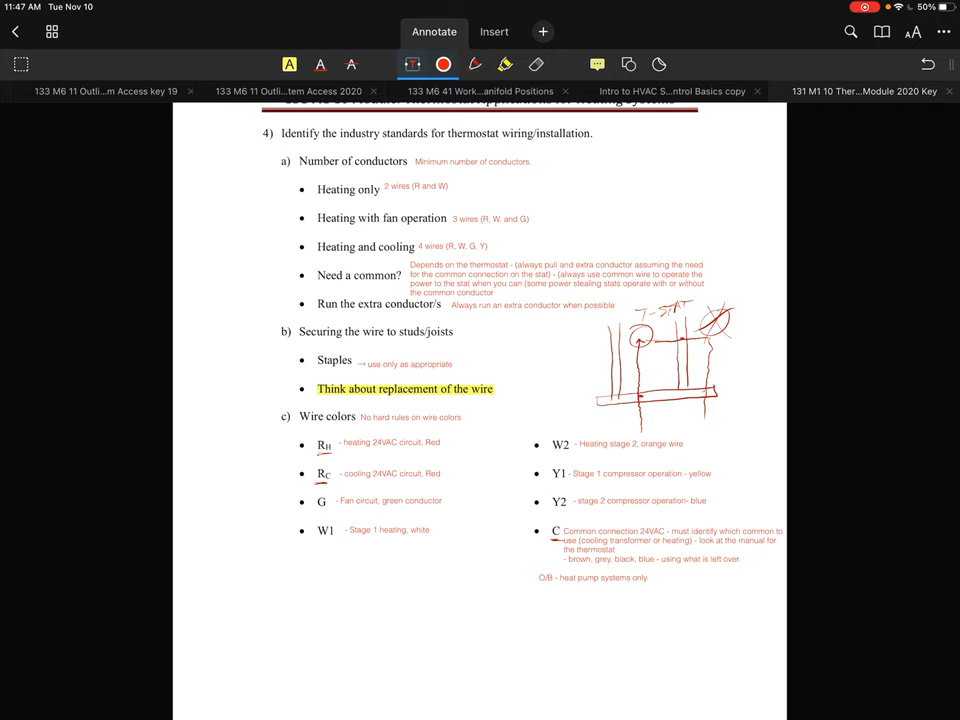 11:47 AM Tue Nov 10
50%
Annotate
Insert
133 M6 11 Outli...m Access key 19
133 M6 11 Outli...tem Access 2020
133 M6 41 Work...anifold Positions
Intro to HVAC S...ntrol Basics copy
131 M1 10 Ther...Module 2020 Key
4) Identify the industry standards for thermostat wiring/installation.
a) Number of conductors Minimum number of conductors.
• Heating only 2 wires (R and W)
• Heating with fan operation 3 wires (R, W, and G)
• Heating and cooling 4 wires (R, W, G, Y)
• Need a common? Depends on the thermostat - (always pull and extra conductor assuming the need
for the common connection on the stat) - (always use common wire to operate the
power to the stat when you can (some power stealing stats operate with or without
the common conductor
• Run the extra conductor/s Always run an extra conductor when possible
T-STAT
b) Securing the wire to studs/joists
• Staples → use only as appropriate
• Think about replacement of the wire
c) Wire colors No hard rules on wire colors
• RH - heating 24VAC circuit, Red
• RC - cooling 24VAC circuit, Red
• G - Fan circuit, green conductor
• W1 - Stage 1 heating, white
• W2 - Heating stage 2, orange wire
• Y1 - Stage 1 compressor operation - yellow
• Y2 - stage 2 compressor operation- blue
• C Common connection 24VAC - must identify which common to
use (cooling transformer or heating) - look at the manual for
the thermostat
- brown, grey, black, blue - using what is left over.
O/B - heat pump systems only